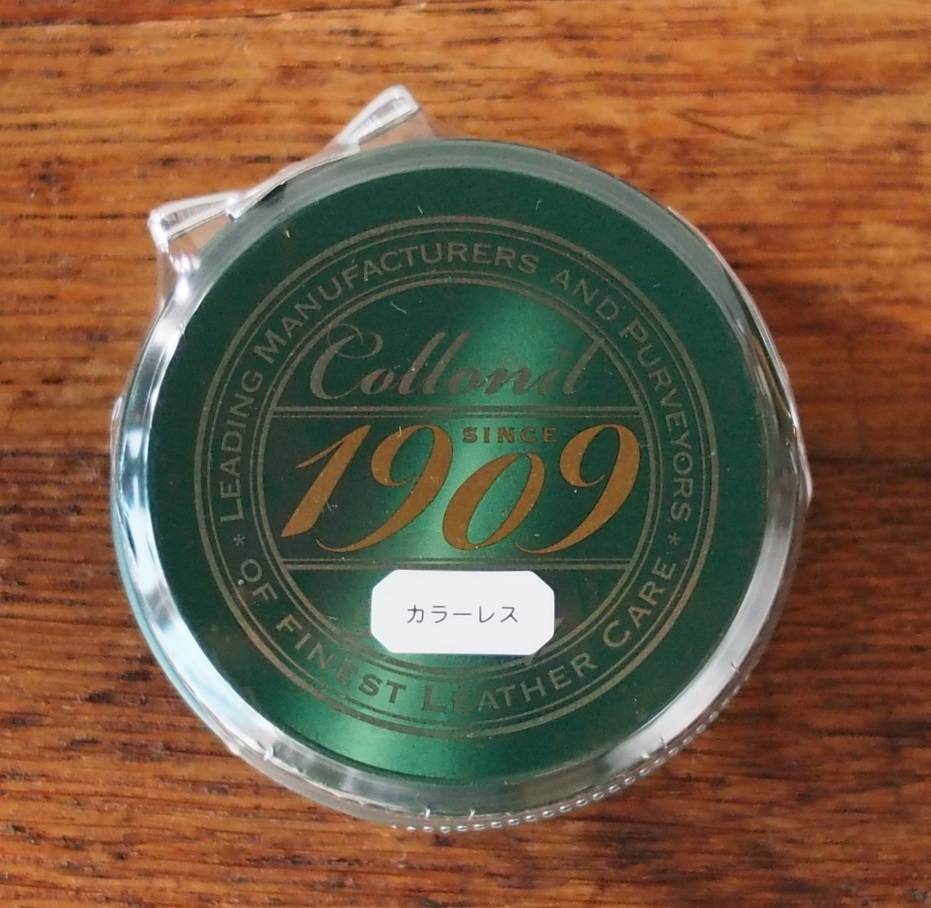 LEADING MANUFACTURERS AND PURVEYORS
Collonil
SINCE
1909
カラーレス
* OF FINEST LEATHER CARE *